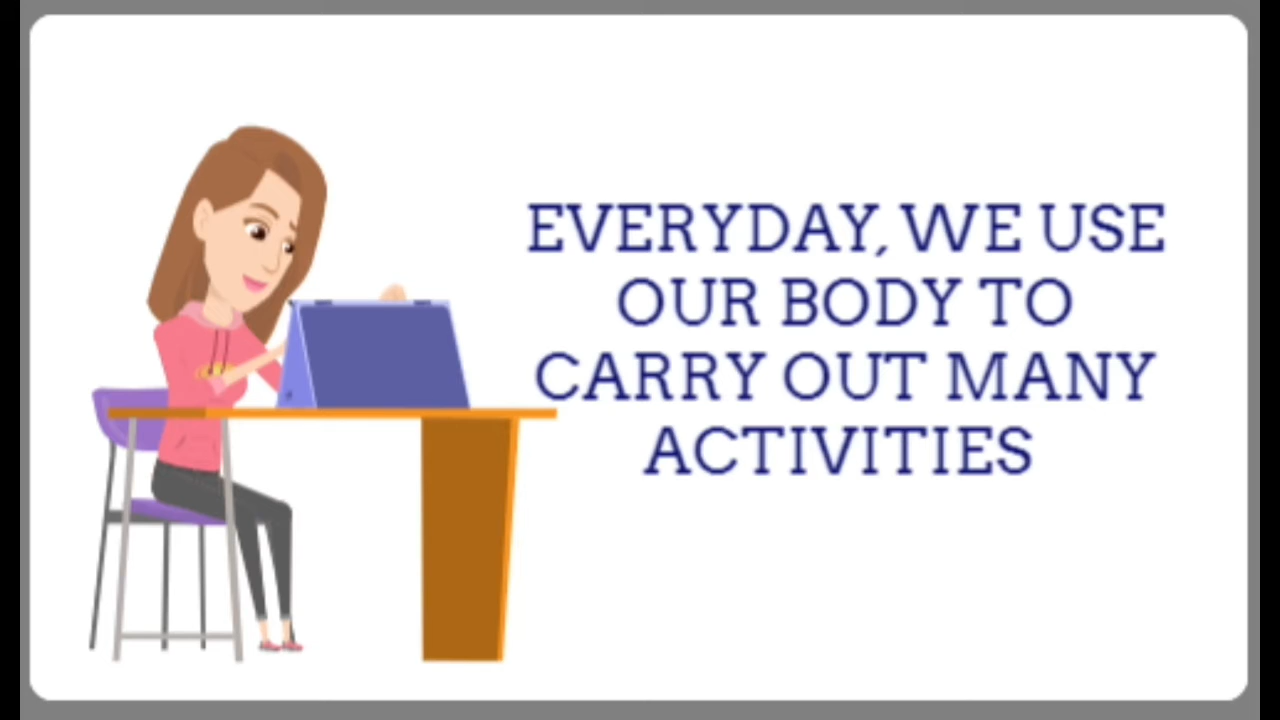 EVERYDAY, WE USE
OUR BODY TO
CARRY OUT MANY
ACTIVITIES